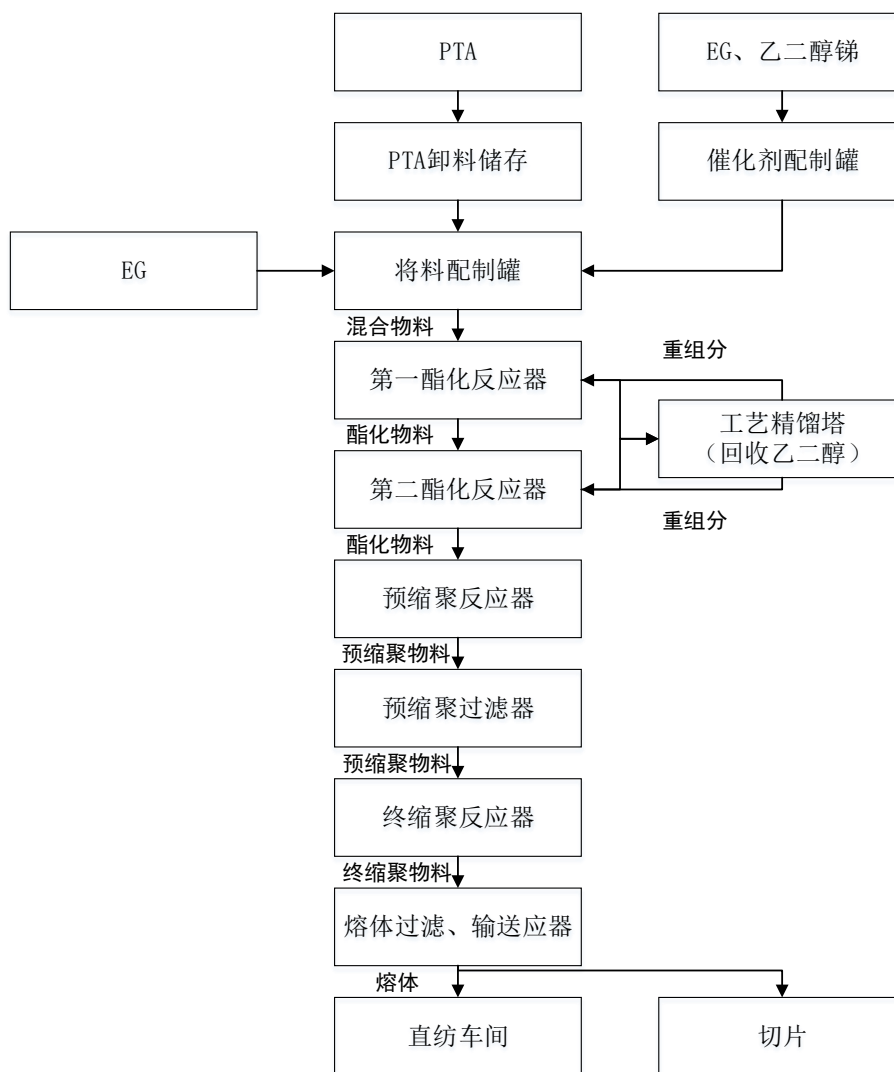 PTA
EG、乙二醇锑
PTA卸料储存
催化剂配制罐
EG
将料配制罐
混合物料
重组分
第一酯化反应器
工艺精馏塔
（回收乙二醇）
酯化物料
第二酯化反应器
重组分
酯化物料
预缩聚反应器
预缩聚物料
预缩聚过滤器
预缩聚物料
终缩聚反应器
终缩聚物料
熔体过滤、输送应器
熔体
直纺车间
切片